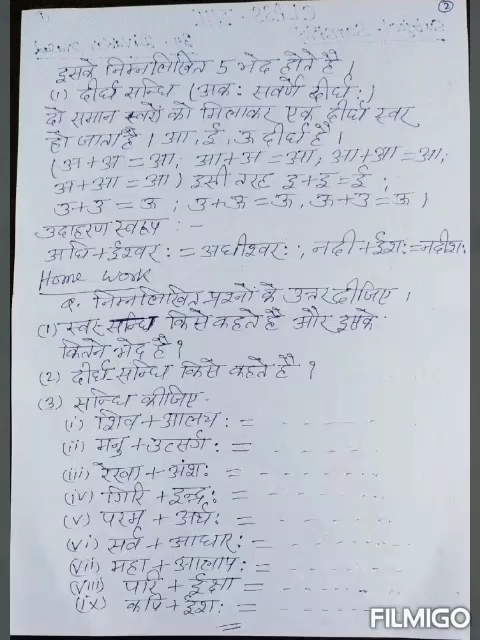 ②
इसके निम्नलिखित 5 भेद होते है।
(i) दीर्घ सन्धि (अक: सवर्णे दीर्घ:)
दो समान स्वरों को मिलाकर एक दीर्घ स्वर
हो जाता है। आ, ई, ऊ दीर्घ है।
(अ+अ = आ; आ+अ = आ; आ+आ = आ;
अ+आ = आ) इसी तरह इ+इ = ई;
उ+उ = ऊ; उ+ऊ = ऊ, ऊ+उ = ऊ)
उदाहरण स्वरूप :-
अधि+ईश्वर: = अधीश्वर:, नदी+ईश: = नदीश:
Home Work
निम्नलिखित प्रश्नों के उत्तर दीजिए।
(1) स्वर सन्धि किसे कहते है और इसके
कितने भेद है?
(2) दीर्घ सन्धि किसे कहते है?
(3) सन्धि कीजिए -
(i) शिव + आलय: = - - - - - -
(ii) मनु + उत्सर्ग: = - - - - - -
(iii) रेखा + अंश: = - - - - - -
(iv) गिरि + इन्द्र: = - - - - - -
(v) परम + अर्थ: = - - - - - -
(vi) सर्व + आधार: = - - - - - -
(vii) महा + आलाप: = - - - - - -
(viii) परि + ईक्षा = - - - - - -
(ix) कपि + ईश: = - - - - - -
FILMIGO